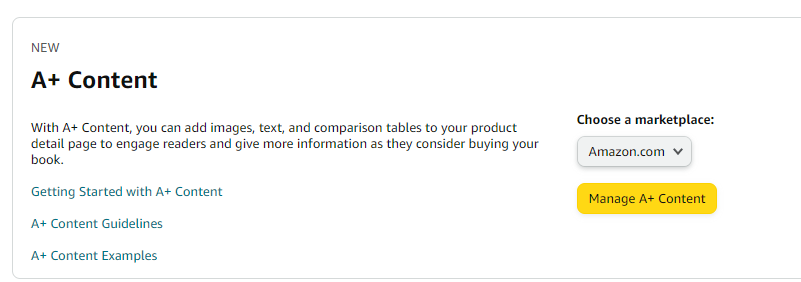 NEW
A+ Content
With A+ Content, you can add images, text, and comparison tables to your product
detail page to engage readers and give more information as they consider buying your
book.
Getting Started with A+ Content
A+ Content Guidelines
A+ Content Examples
Choose a marketplace:
Amazon.com
Manage A+ Content